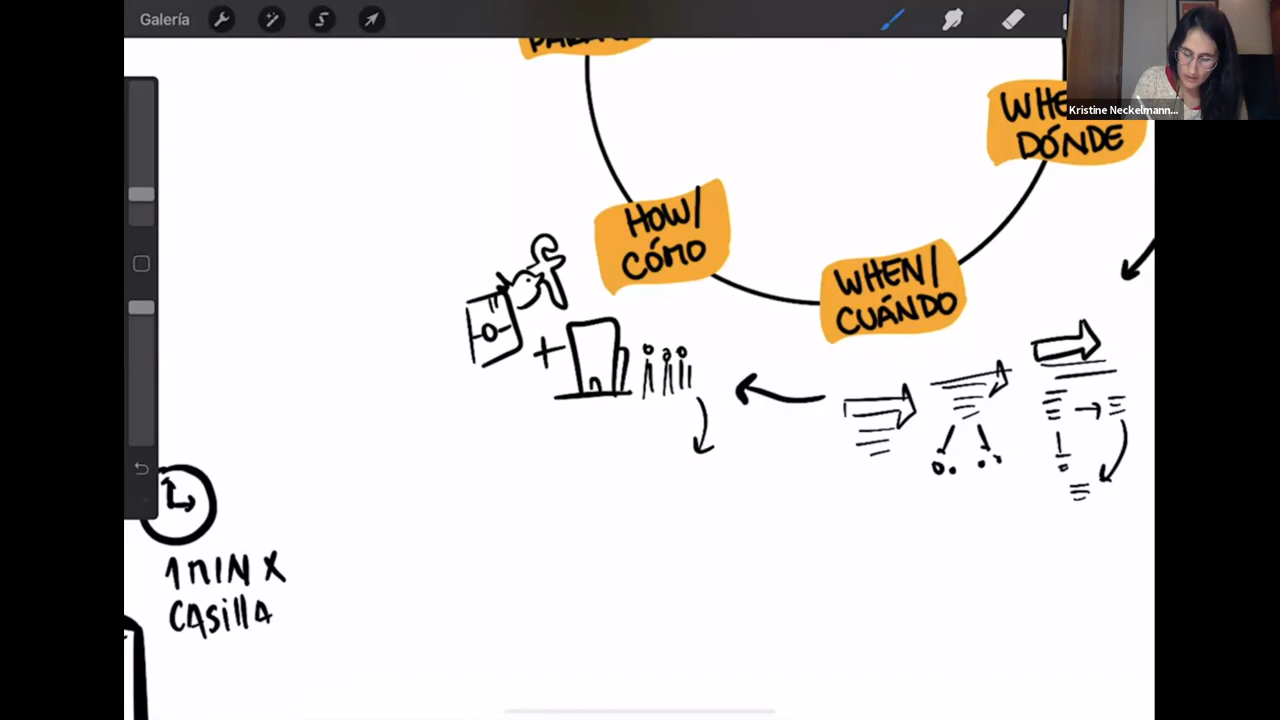 Galería
Kristine Neckelmann...
DÓNDE
HOW/
CÓMO
WHEN/
CUÁNDO
1 MIN X
CASILLA